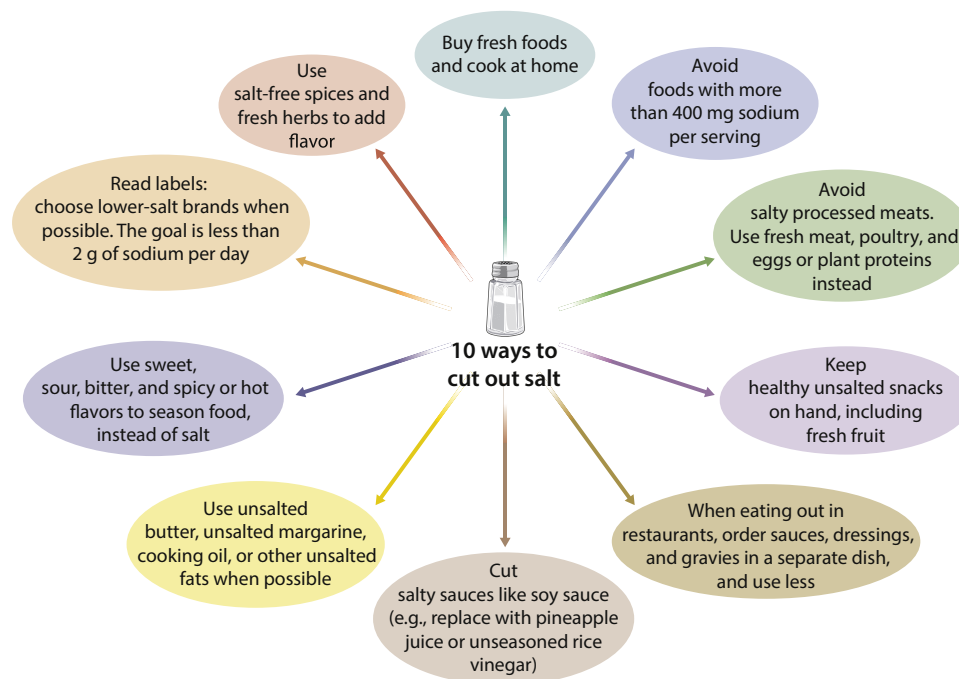 Buy fresh foods
and cook at home
Avoid
foods with more
than 400 mg sodium
per serving
Avoid
salty processed meats.
Use fresh meat, poultry, and
eggs or plant proteins
instead
Keep
healthy unsalted snacks
on hand, including
fresh fruit
When eating out in
restaurants, order sauces, dressings,
and gravies in a separate dish,
and use less
Cut
salty sauces like soy sauce
(e.g., replace with pineapple
juice or unseasoned rice
vinegar)
Use unsalted
butter, unsalted margarine,
cooking oil, or other unsalted
fats when possible
Use sweet,
sour, bitter, and spicy or hot
flavors to season food,
instead of salt
Read labels:
choose lower-salt brands when
possible. The goal is less than
2 g of sodium per day
Use
salt-free spices and
fresh herbs to add
flavor
10 ways to
cut out salt